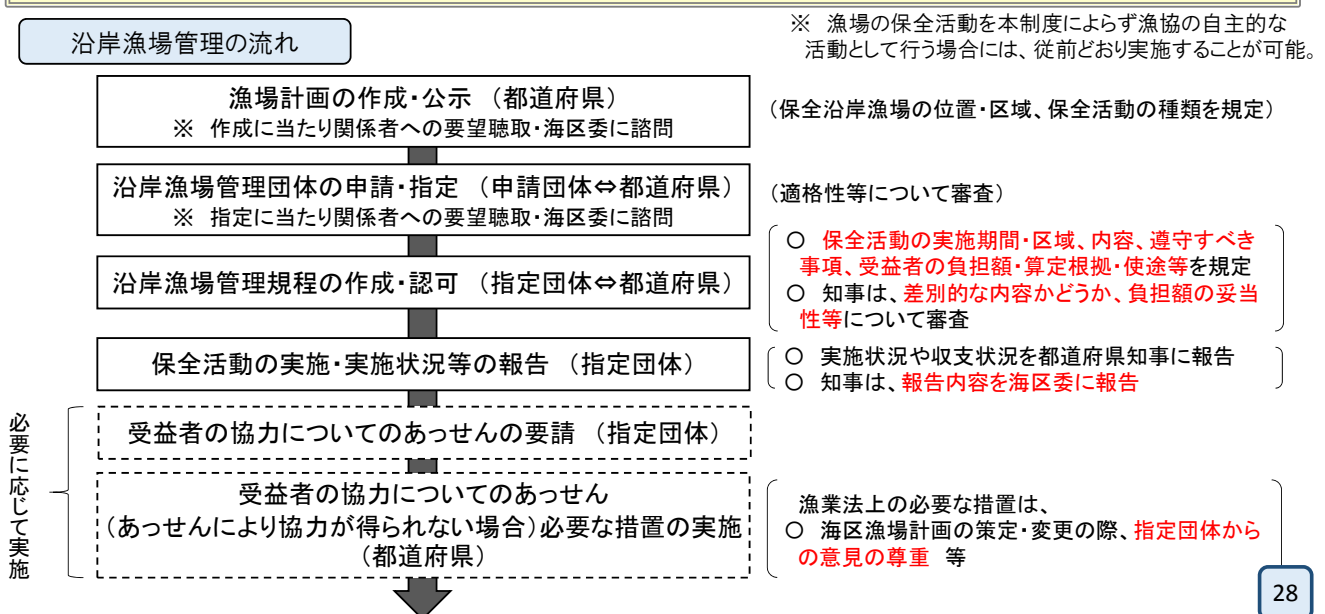 ※ 漁場の保全活動を本制度によらず漁協の自主的な
活動として行う場合には、従前どおり実施することが可能。
沿岸漁場管理の流れ
漁場計画の作成・公示 （都道府県）
※ 作成に当たり関係者への要望聴取・海区委に諮問
（保全沿岸漁場の位置・区域、保全活動の種類を規定）
沿岸漁場管理団体の申請・指定 （申請団体⇔都道府県）
※ 指定に当たり関係者への要望聴取・海区委に諮問
（適格性等について審査）
沿岸漁場管理規程の作成・認可 （指定団体⇔都道府県）
○ 保全活動の実施期間・区域、内容、遵守すべき
事項、受益者の負担額・算定根拠・使途等を規定
○ 知事は、差別的な内容かどうか、負担額の妥当
性等について審査
保全活動の実施・実施状況等の報告 （指定団体）
○ 実施状況や収支状況を都道府県知事に報告
○ 知事は、報告内容を海区委に報告
必要に応じて実施
受益者の協力についてのあっせんの要請 （指定団体）
受益者の協力についてのあっせん
（あっせんにより協力が得られない場合）必要な措置の実施
（都道府県）
漁業法上の必要な措置は、
○ 海区漁場計画の策定・変更の際、指定団体から
の意見の尊重 等
28